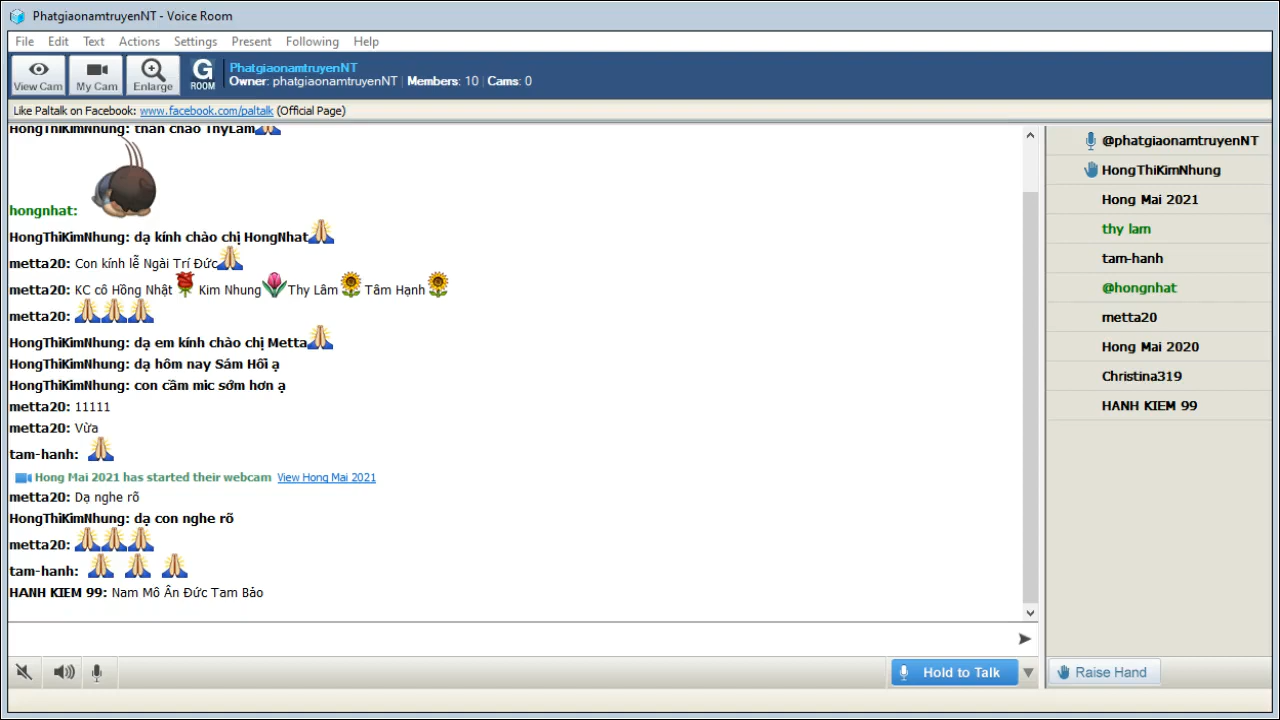 PhatgiaonamtruyenNT - Voice Room
File Edit Text Actions Settings Present Following Help
View Cam My Cam Enlarge G ROOM
PhatgiaonamtruyenNT
Owner: phatgiaonamtruyenNT | Members: 10 | Cams: 0
Like Paltalk on Facebook: www.facebook.com/paltalk (Official Page)
HongThiKimNhung: thân chào ThyLam
hongnhat:
HongThiKimNhung: dạ kính chào chị HongNhat
metta20: Con kính lễ Ngài Trí Đức
metta20: KC cô Hồng Nhật Kim Nhung Thy Lâm Tâm Hạnh
metta20:
HongThiKimNhung: dạ em kính chào chị Metta
HongThiKimNhung: dạ hôm nay Sám Hối ạ
HongThiKimNhung: con cầm mic sớm hơn ạ
metta20: 11111
metta20: Vừa
tam-hanh:
Hong Mai 2021 has started their webcam View Hong Mai 2021
metta20: Dạ nghe rõ
HongThiKimNhung: dạ con nghe rõ
metta20:
tam-hanh:
HANH KIEM 99: Nam Mô Ân Đức Tam Bảo
Hold to Talk
@phatgiaonamtruyenNT
HongThiKimNhung
Hong Mai 2021
thy lam
tam-hanh
@hongnhat
metta20
Hong Mai 2020
Christina319
HANH KIEM 99
Raise Hand